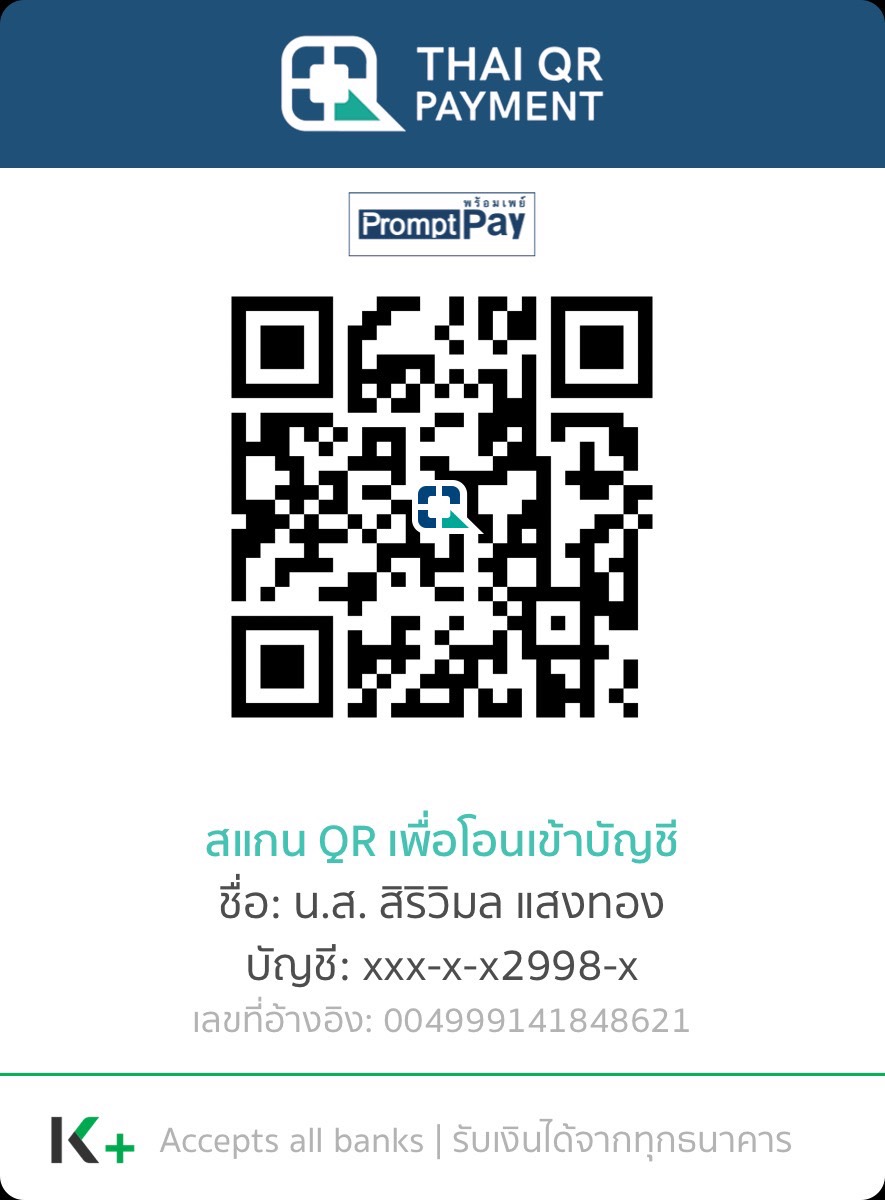 THAI QR
PAYMENT
พร้อมเพย์
PromptPay
สแกน QR เพื่อโอนเข้าบัญชี
ชื่อ: น.ส. สิริวิมล แสงทอง
บัญชี: xxx-x-x2998-x
เลขที่อ้างอิง: 004999141848621
K+ Accepts all banks | รับเงินได้จากทุกธนาคาร